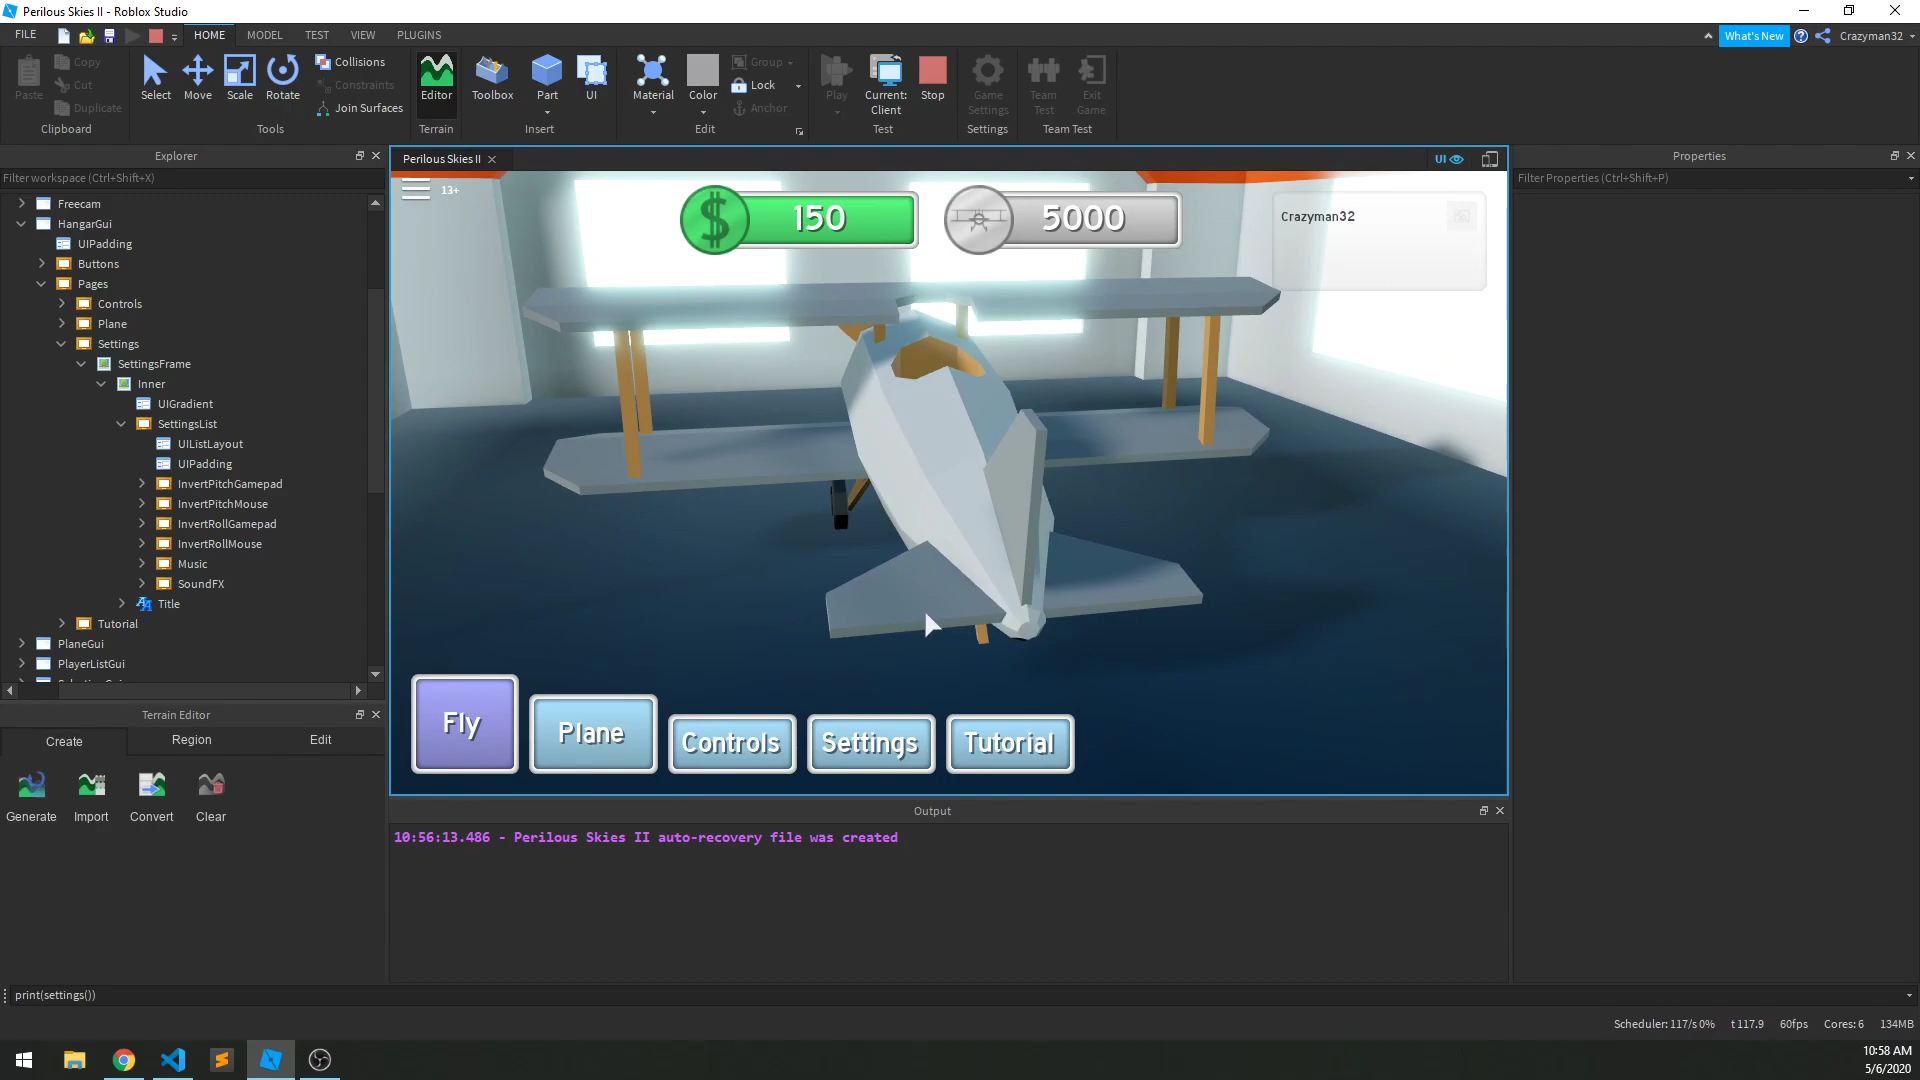 Perilous Skies II - Roblox Studio
FILE
HOME
MODEL
TEST
VIEW
PLUGINS
What's New
Crazyman32
Paste
Copy
Cut
Duplicate
Clipboard
Select
Move
Scale
Rotate
Collisions
Constraints
Join Surfaces
Tools
Editor
Terrain
Toolbox
Part
UI
Insert
Material
Color
Group
Lock
Anchor
Edit
Play
Current:
Client
Stop
Test
Game
Settings
Settings
Team
Test
Exit
Game
Team Test
Explorer
Filter workspace (Ctrl+Shift+X)
Freecam
HangarGui
UIPadding
Buttons
Pages
Controls
Plane
Settings
SettingsFrame
Inner
UIGradient
SettingsList
UIListLayout
UIPadding
InvertPitchGamepad
InvertPitchMouse
InvertRollGamepad
InvertRollMouse
Music
SoundFX
Title
Tutorial
PlaneGui
PlayerListGui
Terrain Editor
Create
Region
Edit
Generate
Import
Convert
Clear
Perilous Skies II
UI
13+
$
150
5000
Crazyman32
Fly
Plane
Controls
Settings
Tutorial
Output
10:56:13.486 - Perilous Skies II auto-recovery file was created
Properties
Filter Properties (Ctrl+Shift+P)
print(settings())
Scheduler: 117/s 0%
t 117.9
60fps
Cores: 6
134MB
10:58 AM
5/6/2020